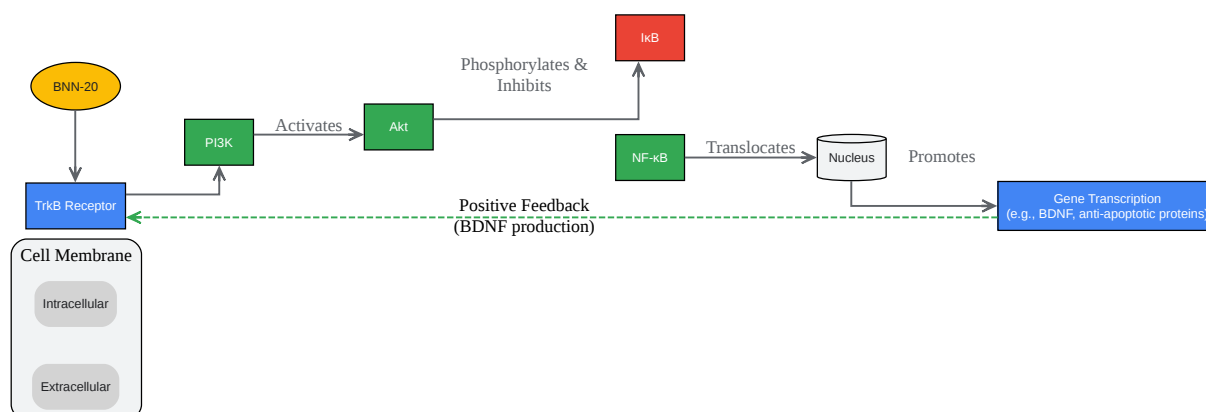 IκB
Phosphorylates &
Inhibits
BNN-20
Activates
Akt
PI3K
NF-κB
Translocates
Nucleus
Promotes
TrkB Receptor
Positive Feedback
(BDNF production)
Gene Transcription
(e.g., BDNF, anti-apoptotic proteins)
Cell Membrane
Intracellular
Extracellular